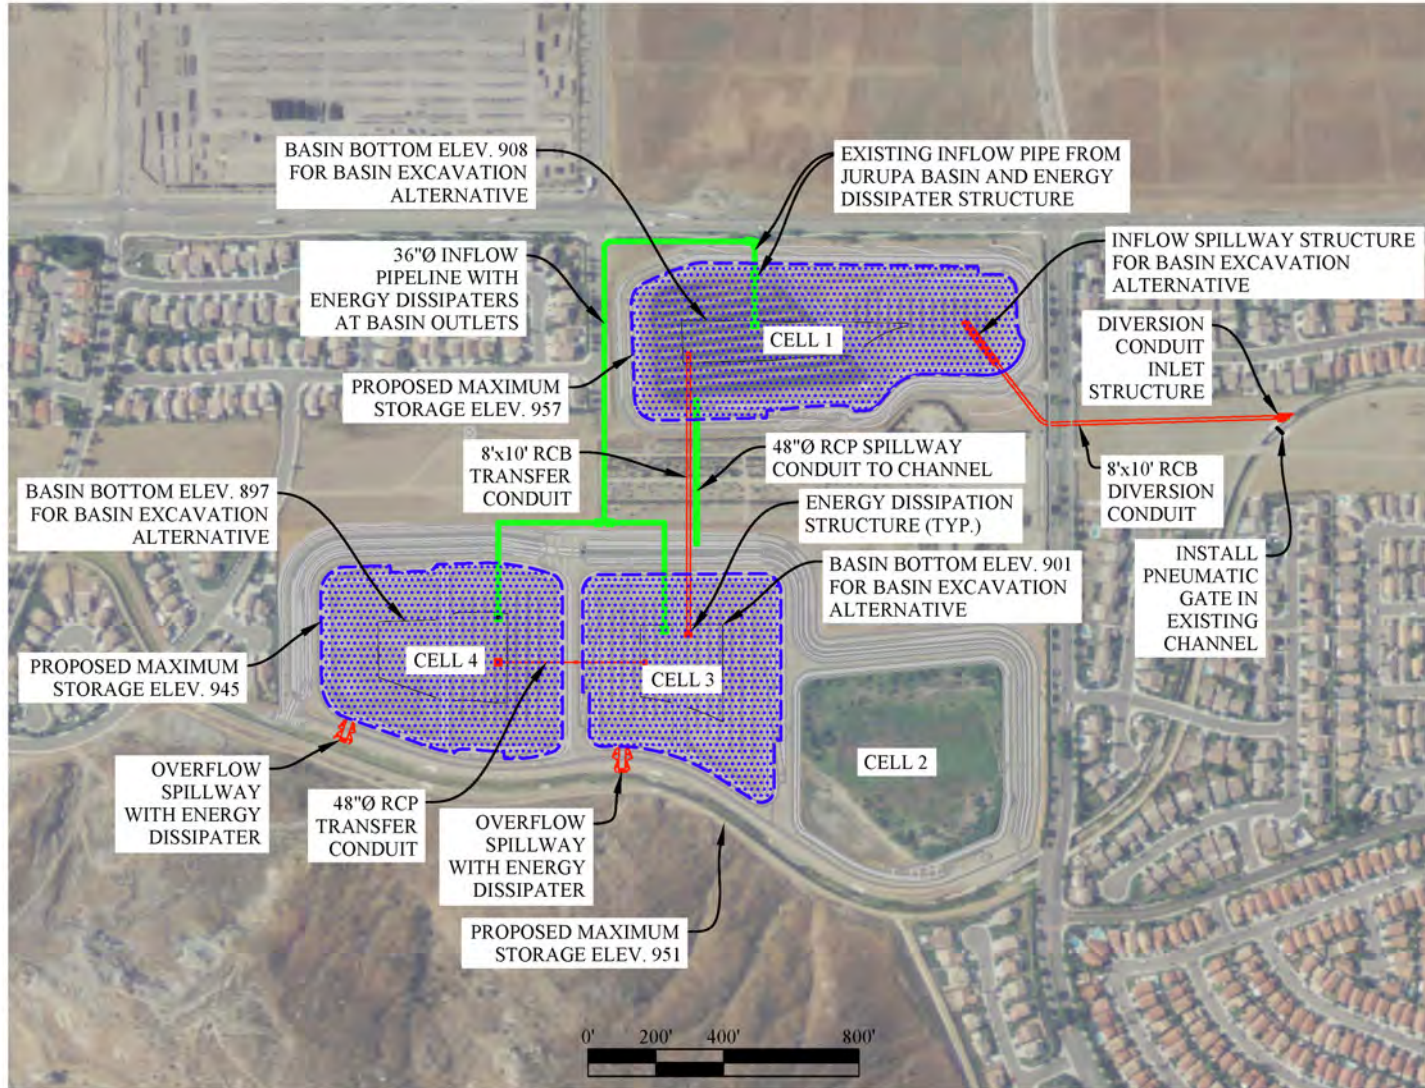 BASIN BOTTOM ELEV. 908
FOR BASIN EXCAVATION
ALTERNATIVE
EXISTING INFLOW PIPE FROM
JURUPA BASIN AND ENERGY
DISSIPATER STRUCTURE
36"Ø INFLOW
PIPELINE WITH
ENERGY DISSIPATERS
AT BASIN OUTLETS
INFLOW SPILLWAY STRUCTURE
FOR BASIN EXCAVATION
ALTERNATIVE
DIVERSION
CONDUIT
INLET
STRUCTURE
CELL 1
PROPOSED MAXIMUM
STORAGE ELEV. 957
8'x10' RCB
TRANSFER
CONDUIT
48"Ø RCP SPILLWAY
CONDUIT TO CHANNEL
8'x10' RCB
DIVERSION
CONDUIT
BASIN BOTTOM ELEV. 897
FOR BASIN EXCAVATION
ALTERNATIVE
ENERGY DISSIPATION
STRUCTURE (TYP.)
BASIN BOTTOM ELEV. 901
FOR BASIN EXCAVATION
ALTERNATIVE
INSTALL
PNEUMATIC
GATE IN
EXISTING
CHANNEL
PROPOSED MAXIMUM
STORAGE ELEV. 945
CELL 4
CELL 3
CELL 2
OVERFLOW
SPILLWAY
WITH ENERGY
DISSIPATER
48"Ø RCP
TRANSFER
CONDUIT
OVERFLOW
SPILLWAY
WITH ENERGY
DISSIPATER
PROPOSED MAXIMUM
STORAGE ELEV. 951
0' 200' 400' 800'